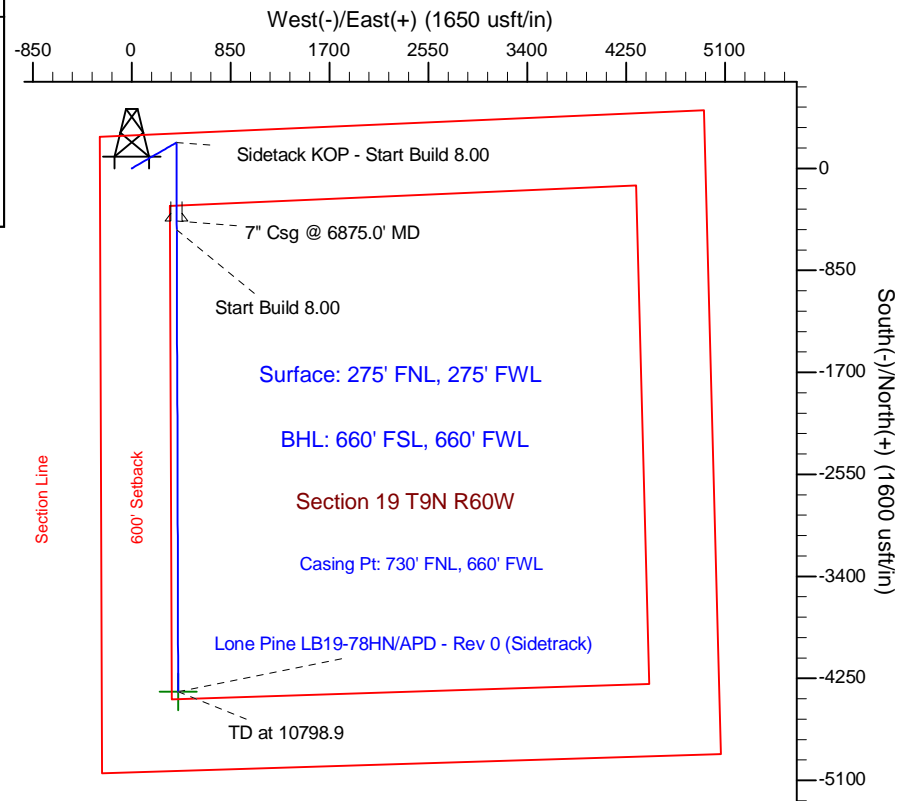 West(-)/East(+) (1650 usft/in)
-850 0 850 1700 2550 3400 4250 5100
Sidetack KOP - Start Build 8.00
0
7" Csg @ 6875.0' MD
-850
Start Build 8.00
Surface: 275' FNL, 275' FWL
-1700
BHL: 660' FSL, 660' FWL
South(-)/North(+) (1600 usft/in)
Section Line
600' Setback
Section 19 T9N R60W
-2550
Casing Pt: 730' FNL, 660' FWL
-3400
Lone Pine LB19-78HN/APD - Rev 0 (Sidetrack)
-4250
TD at 10798.9
-5100